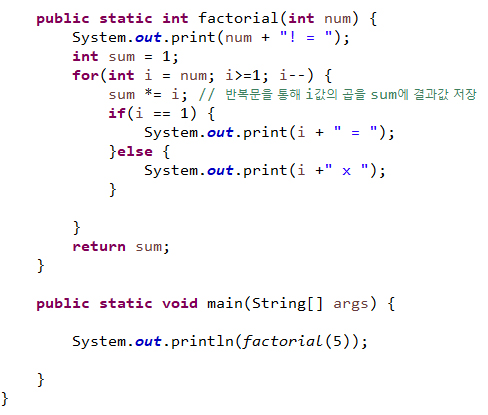 public static int factorial(int num) {
System.out.print(num + "! = ");
int sum = 1;
for(int i = num; i>=1; i--) {
sum *= i; // 반복문을 통해 i값의 곱을 sum에 결과값 저장
if(i == 1) {
System.out.print(i + " = ");
}else {
System.out.print(i +" x ");
}
}
return sum;
}
public static void main(String[] args) {
System.out.println(factorial(5));
}
}